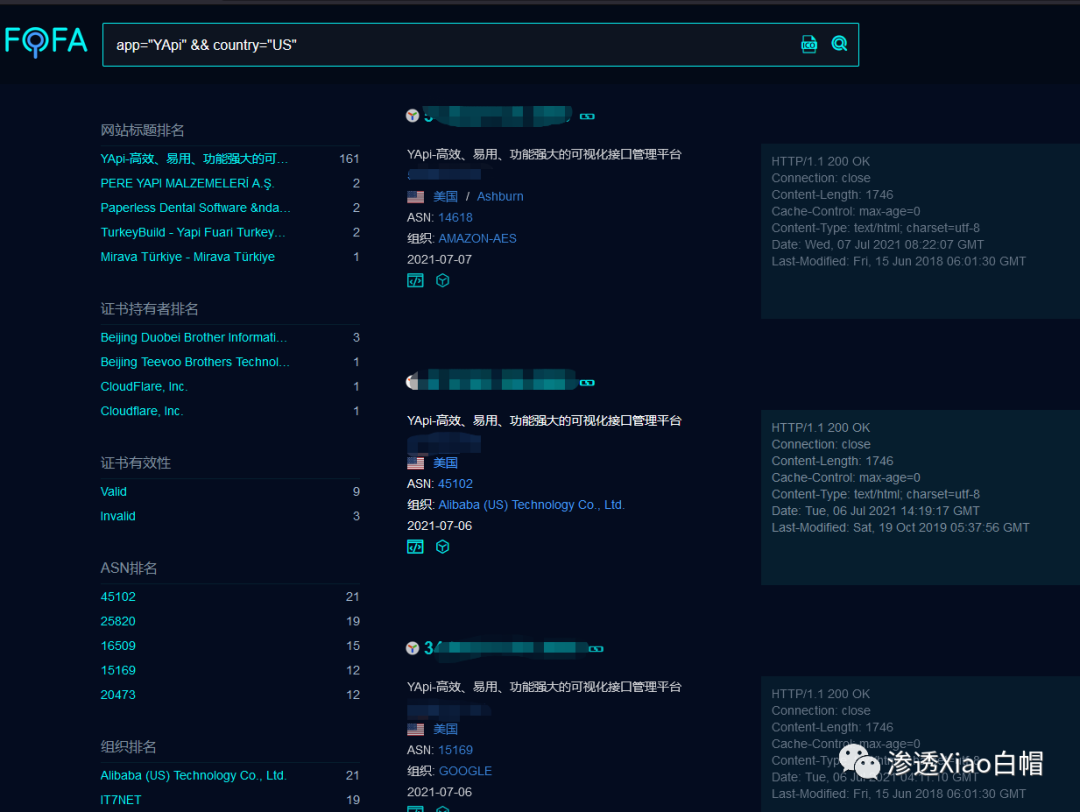 FOFA
app="YApi" && country="US"
网站标题排名
YApi-高效、易用、功能强大的可… 161
PERE YAPI MALZEMELERİ A.Ş. 2
Paperless Dental Software &nda… 2
TurkeyBuild - Yapi Fuari Turkey… 2
Mirava Türkiye - Mirava Türkiye 1
证书持有者排名
Beijing Duobei Brother Informati… 3
Beijing Teevoo Brothers Technol… 1
CloudFlare, Inc. 1
Cloudflare, Inc. 1
证书有效性
Valid 9
Invalid 3
ASN排名
45102 21
25820 19
16509 15
15169 12
20473 12
组织排名
Alibaba (US) Technology Co., Ltd. 21
IT7NET 19
YApi-高效、易用、功能强大的可视化接口管理平台
美国 / Ashburn
ASN: 14618
组织: AMAZON-AES
2021-07-07
HTTP/1.1 200 OK
Connection: close
Content-Length: 1746
Cache-Control: max-age=0
Content-Type: text/html; charset=utf-8
Date: Wed, 07 Jul 2021 08:22:07 GMT
Last-Modified: Fri, 15 Jun 2018 06:01:30 GMT
YApi-高效、易用、功能强大的可视化接口管理平台
美国
ASN: 45102
组织: Alibaba (US) Technology Co., Ltd.
2021-07-06
HTTP/1.1 200 OK
Connection: close
Content-Length: 1746
Cache-Control: max-age=0
Content-Type: text/html; charset=utf-8
Date: Tue, 06 Jul 2021 14:19:17 GMT
Last-Modified: Sat, 19 Oct 2019 05:37:56 GMT
34
YApi-高效、易用、功能强大的可视化接口管理平台
美国
ASN: 15169
组织: GOOGLE
2021-07-06
HTTP/1.1 200 OK
Connection: close
Content-Length: 1746
Cache-Control: max-age=0
Date: Tue, 06 Jul 2021 04:11:10 GMT
Last-Modified: Fri, 15 Jun 2018 06:01:30 GMT
渗透Xiao白帽